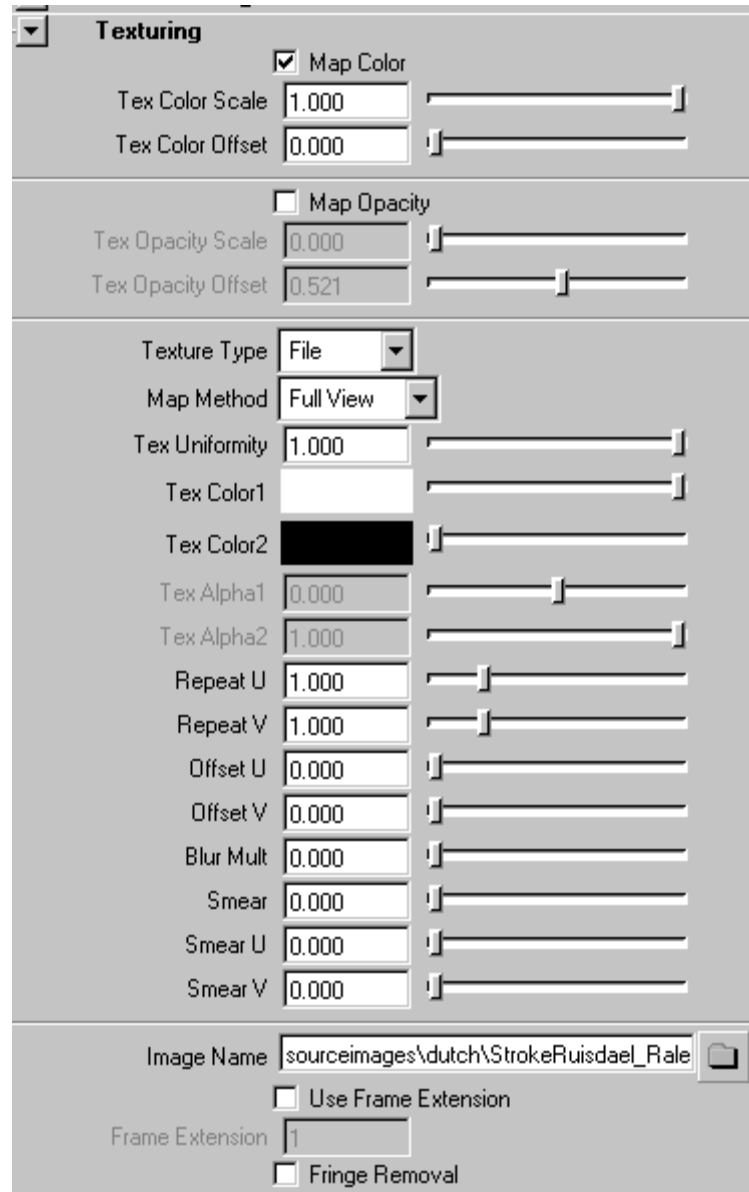 Texturing
Map Color
Tex Color Scale 1.000
Tex Color Offset 0.000
Map Opacity
Tex Opacity Scale 0.000
Tex Opacity Offset 0.521
Texture Type File
Map Method Full View
Tex Uniformity 1.000
Tex Color1
Tex Color2
Tex Alpha1 0.000
Tex Alpha2 1.000
Repeat U 1.000
Repeat V 1.000
Offset U 0.000
Offset V 0.000
Blur Mult 0.000
Smear 0.000
Smear U 0.000
Smear V 0.000
Image Name sourceimages\dutch\StrokeRuisdael_Rale
Use Frame Extension
Frame Extension 1
Fringe Removal